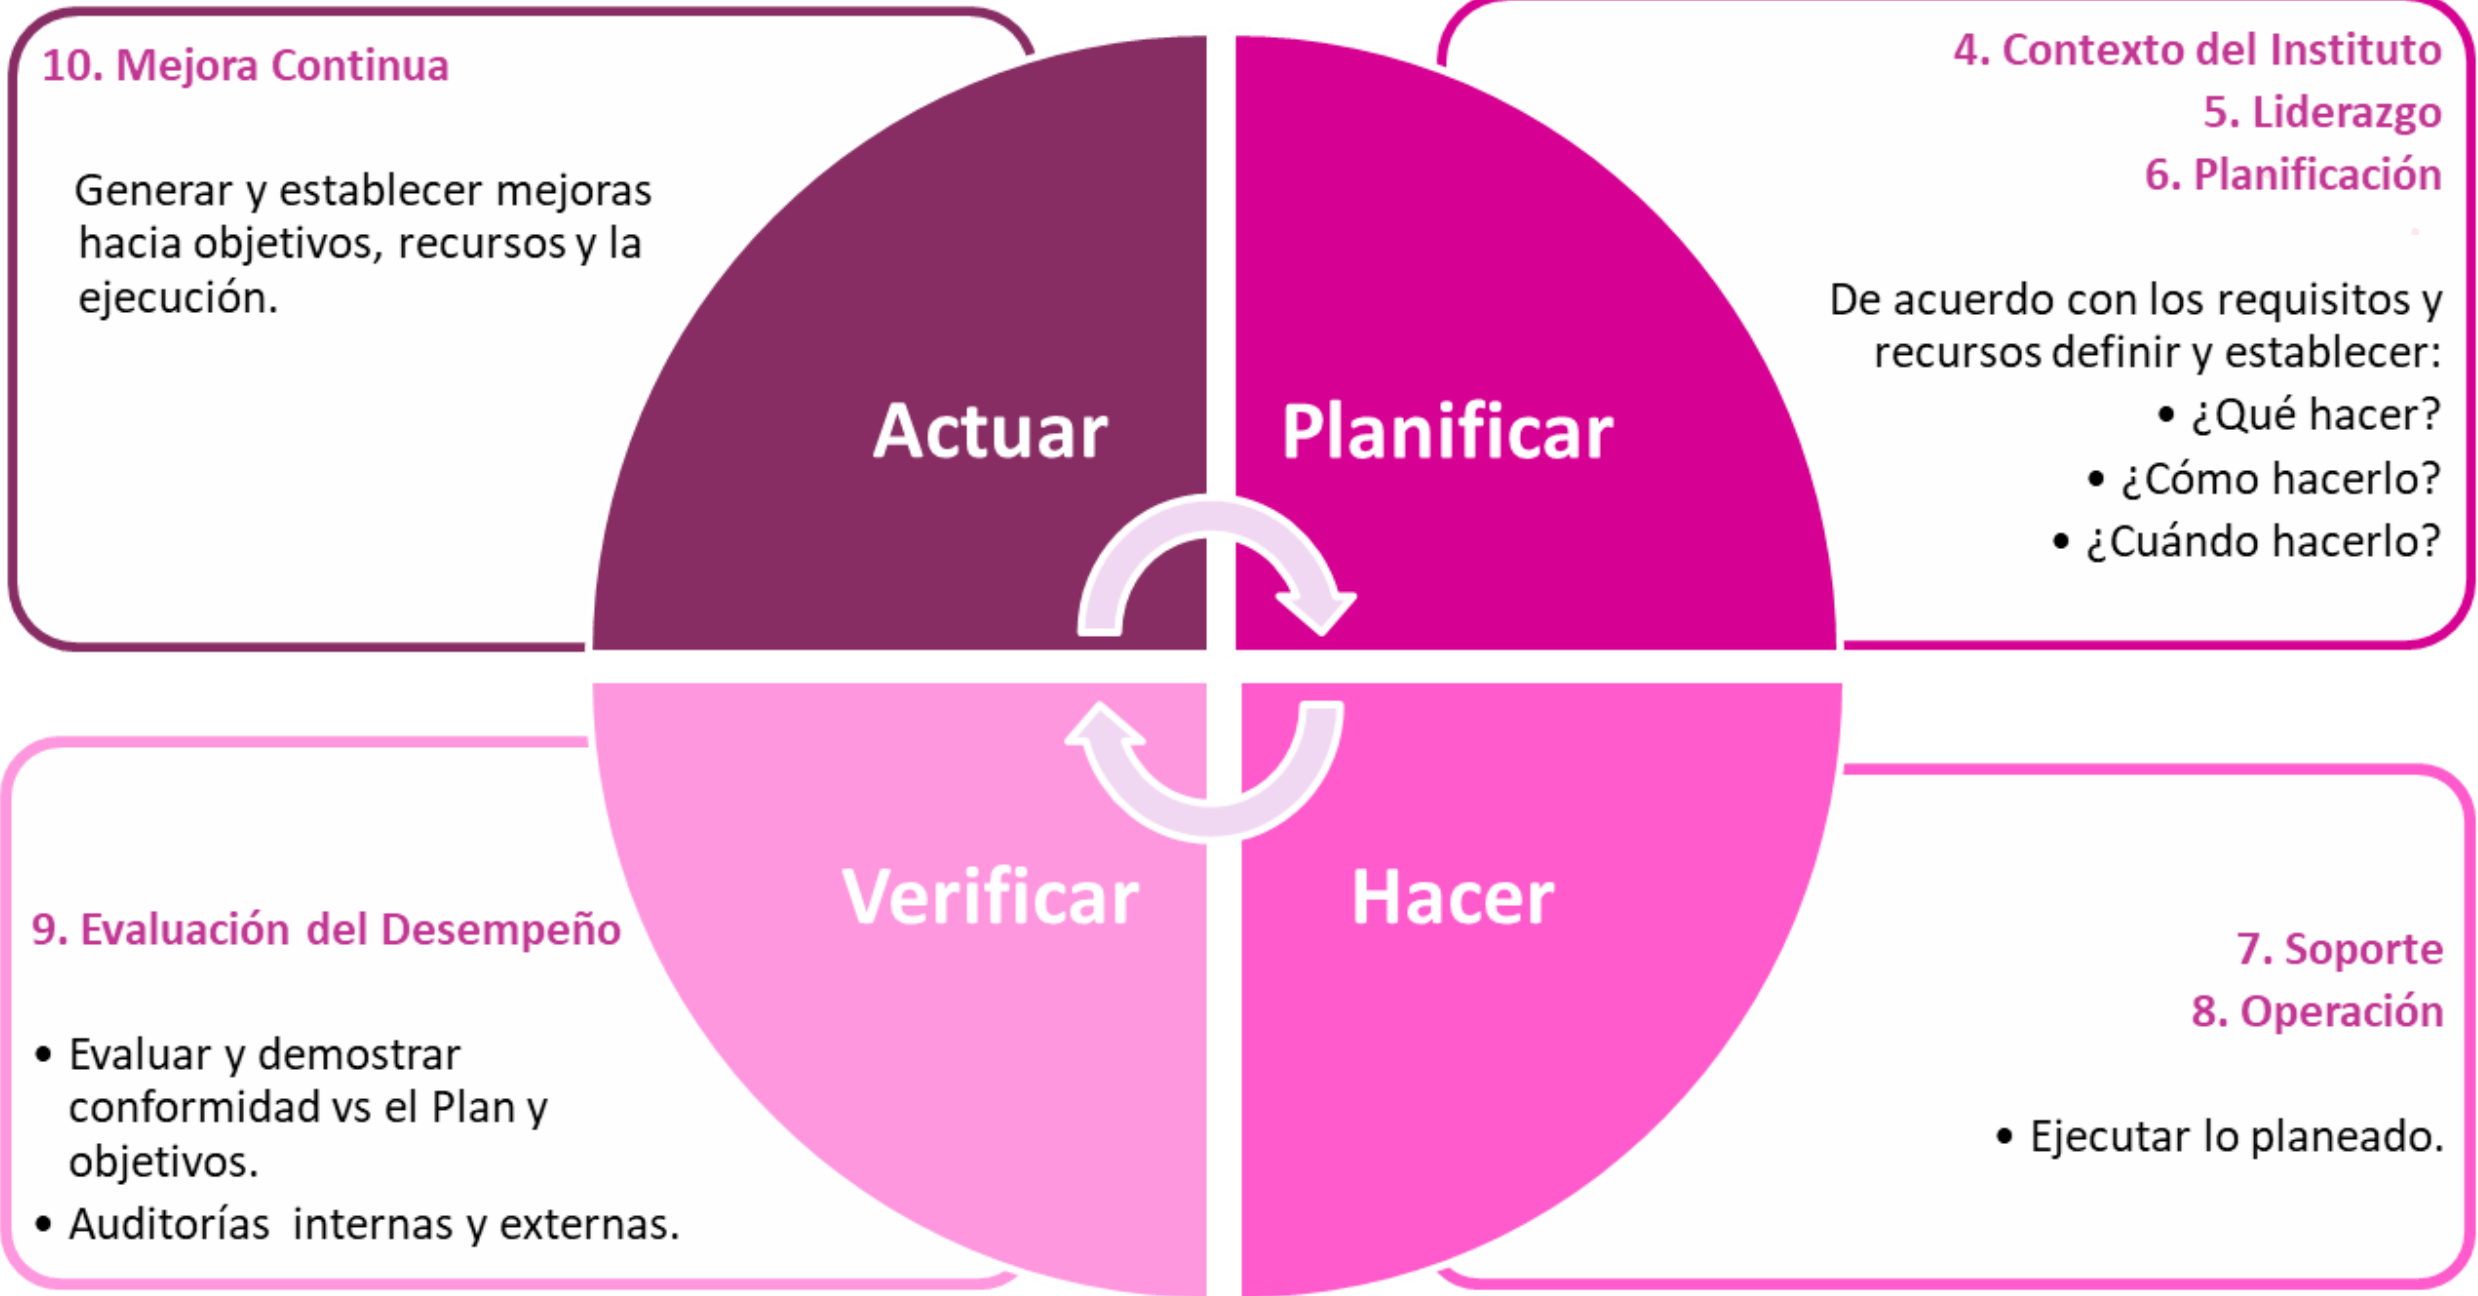 10. Mejora Continua
Generar y establecer mejoras
hacia objetivos, recursos y la
ejecución.
Actuar
Planificar
4. Contexto del Instituto
5. Liderazgo
6. Planificación
De acuerdo con los requisitos y
recursos definir y establecer:
• ¿Qué hacer?
• ¿Cómo hacerlo?
• ¿Cuándo hacerlo?
9. Evaluación del Desempeño
• Evaluar y demostrar
conformidad vs el Plan y
objetivos.
• Auditorías internas y externas.
Verificar
Hacer
7. Soporte
8. Operación
• Ejecutar lo planeado.